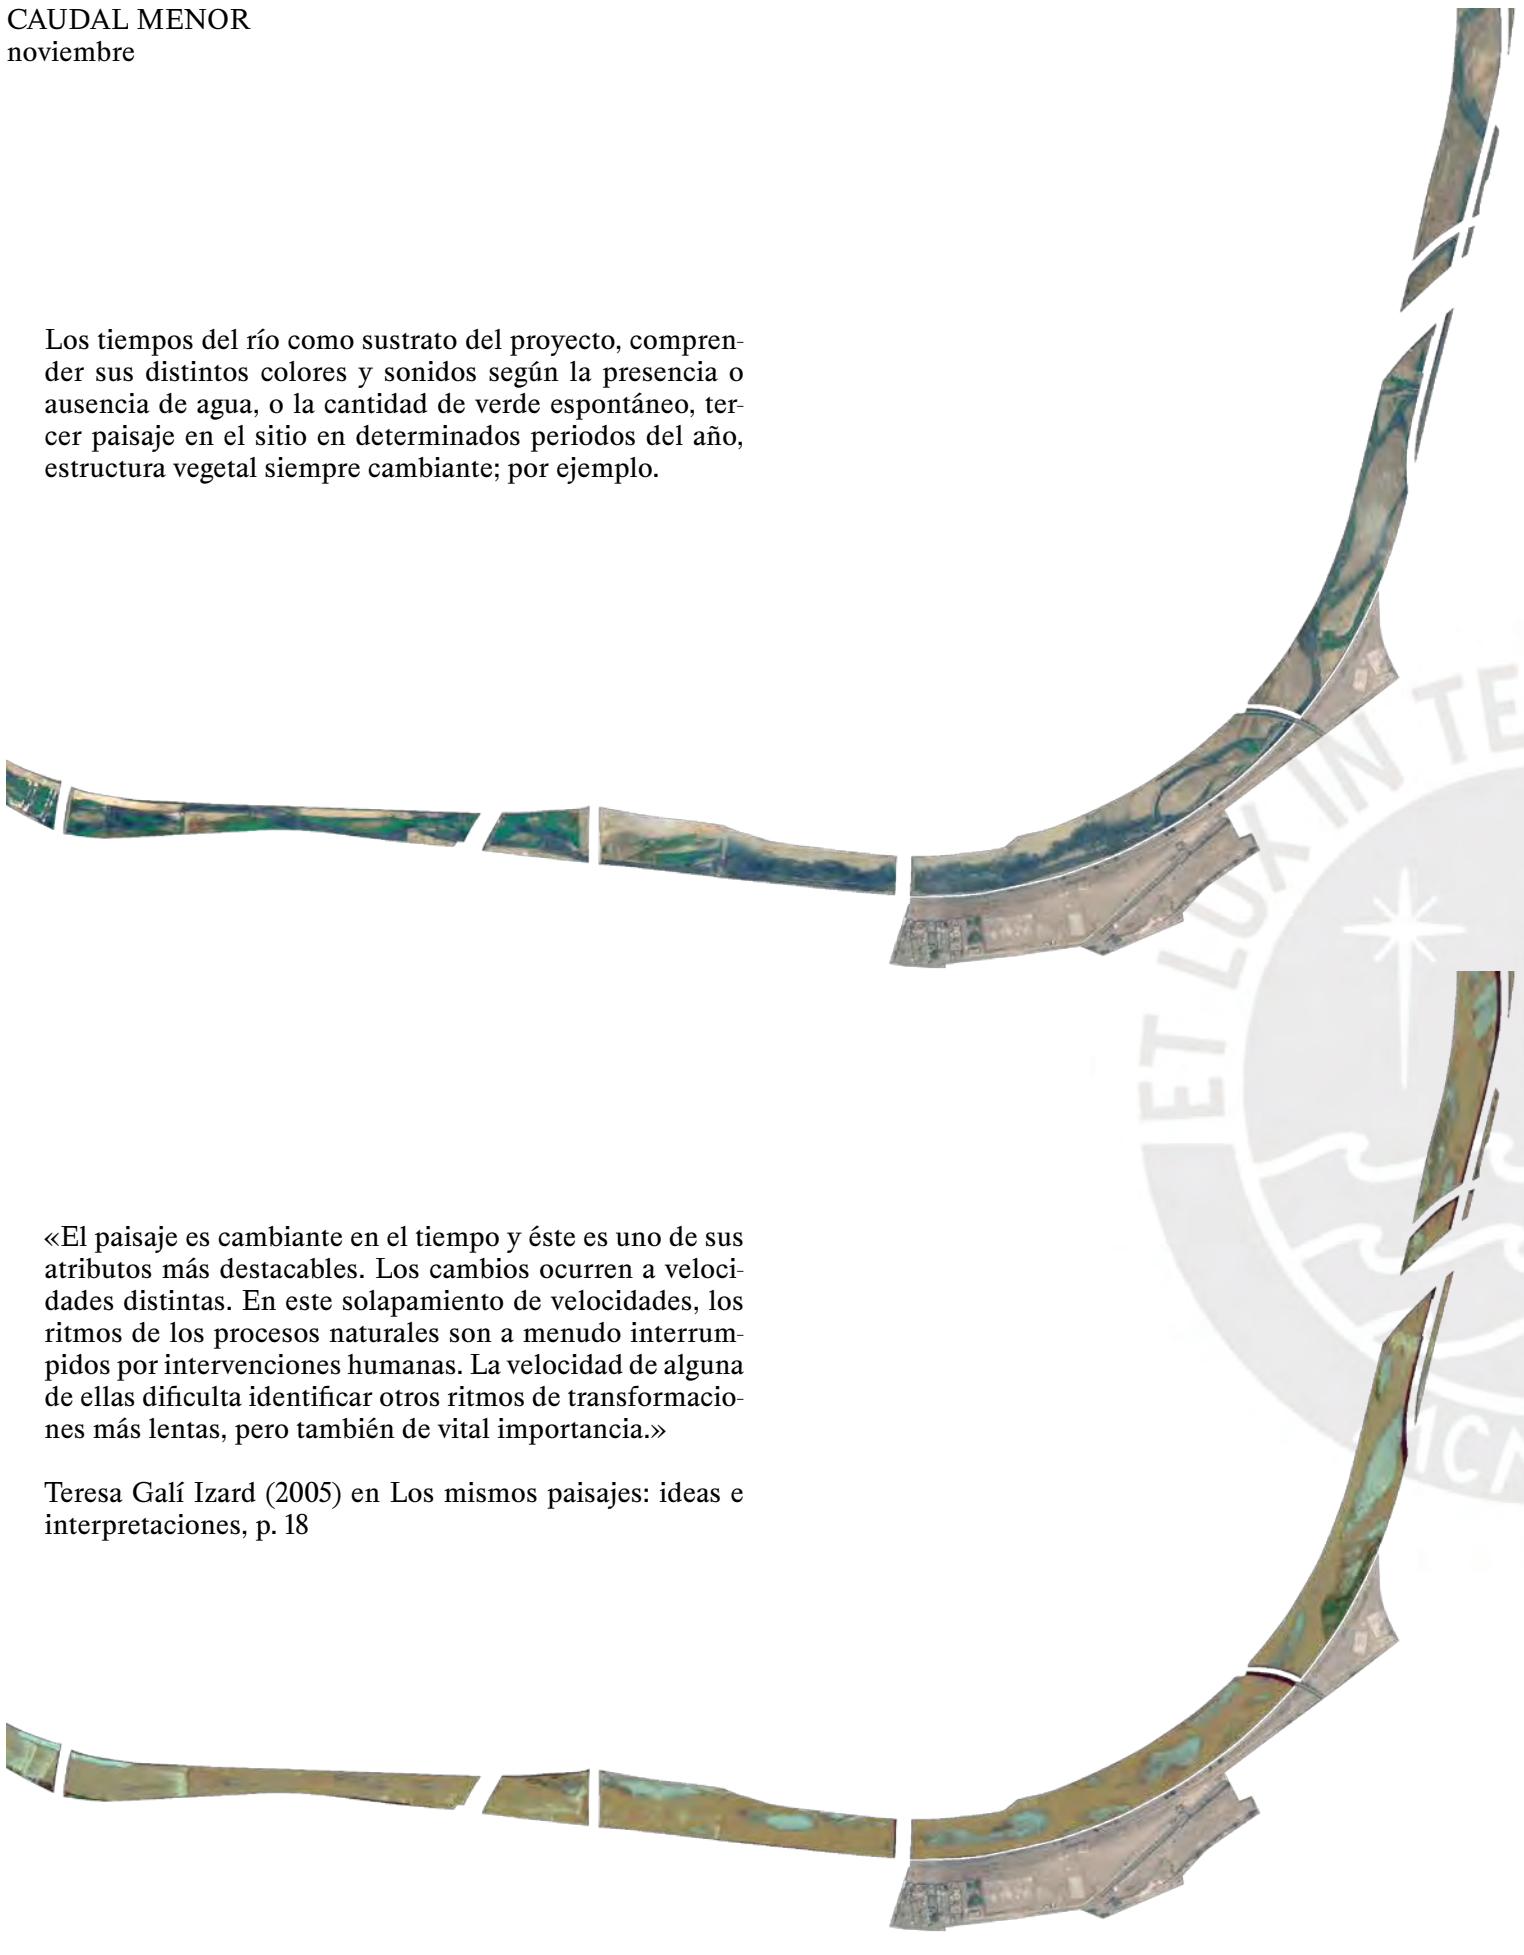 CAUDAL MENOR
noviembre
Los tiempos del río como sustrato del proyecto, compren-
der sus distintos colores y sonidos según la presencia o
ausencia de agua, o la cantidad de verde espontáneo, ter-
cer paisaje en el sitio en determinados periodos del año,
estructura vegetal siempre cambiante; por ejemplo.
ET LUX IN TE
«El paisaje es cambiante en el tiempo y éste es uno de sus
atributos más destacables. Los cambios ocurren a veloci-
dades distintas. En este solapamiento de velocidades, los
ritmos de los procesos naturales son a menudo interrum-
pidos por intervenciones humanas. La velocidad de alguna
de ellas dificulta identificar otros ritmos de transformacio-
nes más lentas, pero también de vital importancia.»
Teresa Galí Izard (2005) en Los mismos paisajes: ideas e
interpretaciones, p. 18